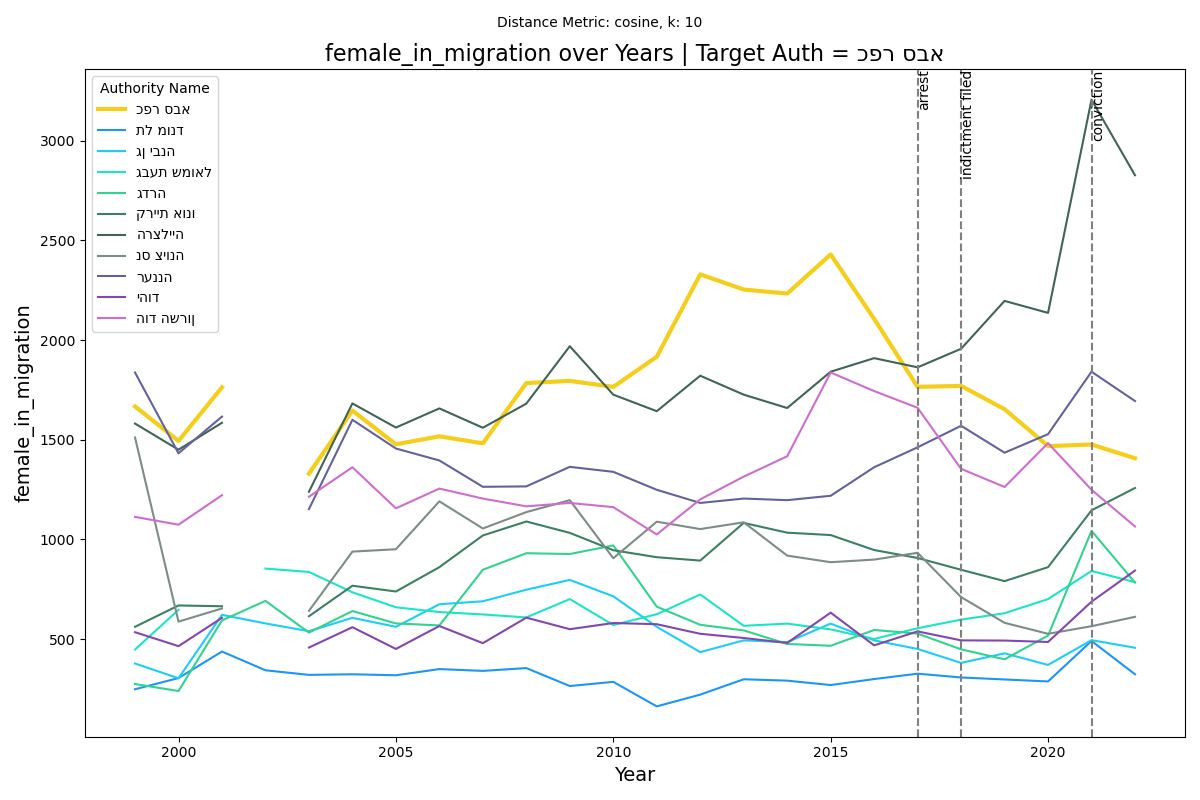 Distance Metric: cosine, k: 10
female_in_migration over Years | Target Auth = כפר סבא
Authority Name
כפר סבא
תל מונד
גן יבנה
גבעת שמואל
גדרה
קריית אונו
הרצלייה
נס ציונה
רעננה
יהוד
הוד השרון
arrest
indictment filed
conviction
3000
2500
2000
1500
1000
500
female_in_migration
2000 2005 2010 2015 2020
Year